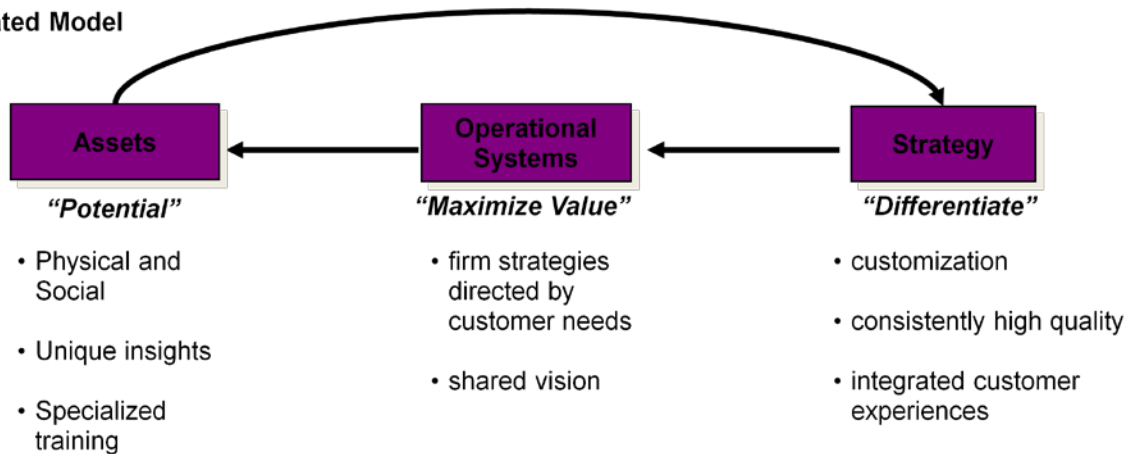 ated Model
Assets
Operational
Systems
Strategy
“Potential”
“Maximize Value”
“Differentiate”
• Physical and
Social
• Unique insights
• Specialized
training
• firm strategies
directed by
customer needs
• shared vision
• customization
• consistently high quality
• integrated customer
experiences